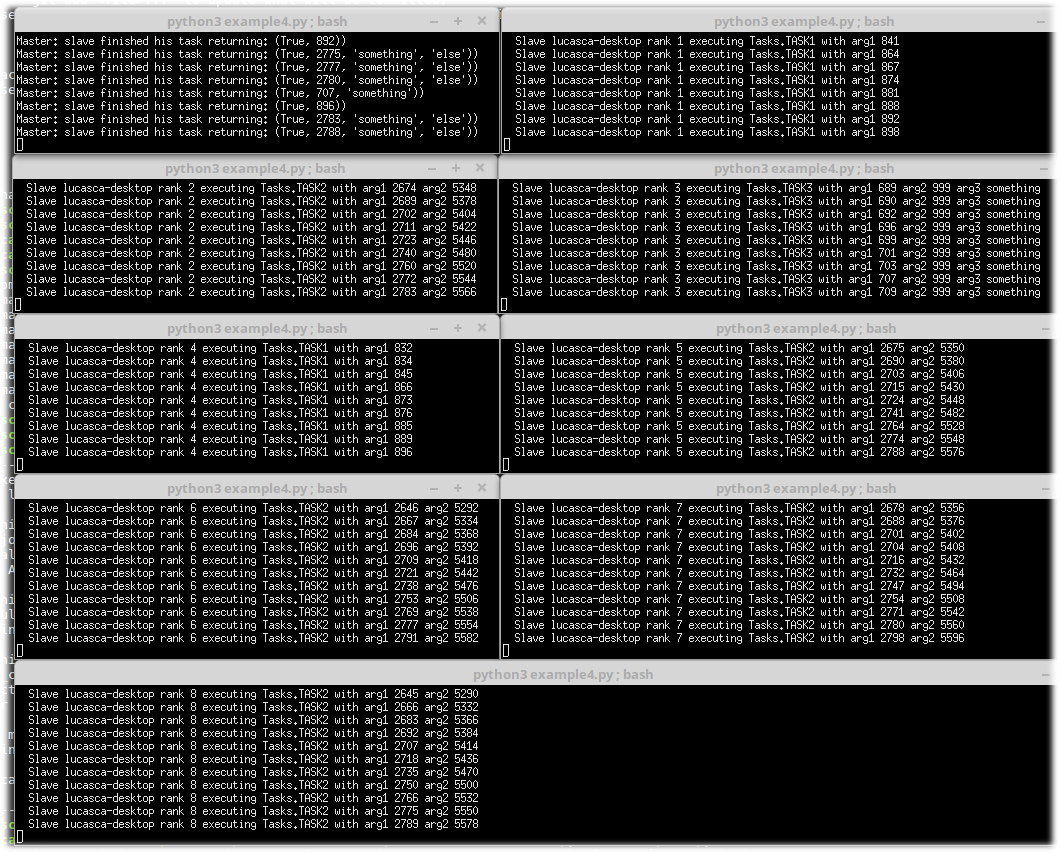 python3 example4.py ; bash
Master: slave finished his task returning: (True, 892))
Master: slave finished his task returning: (True, 2775, 'something', 'else'))
Master: slave finished his task returning: (True, 2777, 'something', 'else'))
Master: slave finished his task returning: (True, 2780, 'something', 'else'))
Master: slave finished his task returning: (True, 707, 'something'))
Master: slave finished his task returning: (True, 896))
Master: slave finished his task returning: (True, 2783, 'something', 'else'))
Master: slave finished his task returning: (True, 2788, 'something', 'else'))
python3 example4.py ; bash
Slave lucasca-desktop rank 1 executing Tasks.TASK1 with arg1 841
Slave lucasca-desktop rank 1 executing Tasks.TASK1 with arg1 864
Slave lucasca-desktop rank 1 executing Tasks.TASK1 with arg1 867
Slave lucasca-desktop rank 1 executing Tasks.TASK1 with arg1 874
Slave lucasca-desktop rank 1 executing Tasks.TASK1 with arg1 881
Slave lucasca-desktop rank 1 executing Tasks.TASK1 with arg1 888
Slave lucasca-desktop rank 1 executing Tasks.TASK1 with arg1 892
Slave lucasca-desktop rank 1 executing Tasks.TASK1 with arg1 898
python3 example4.py ; bash
Slave lucasca-desktop rank 2 executing Tasks.TASK2 with arg1 2674 arg2 5348
Slave lucasca-desktop rank 2 executing Tasks.TASK2 with arg1 2689 arg2 5378
Slave lucasca-desktop rank 2 executing Tasks.TASK2 with arg1 2702 arg2 5404
Slave lucasca-desktop rank 2 executing Tasks.TASK2 with arg1 2711 arg2 5422
Slave lucasca-desktop rank 2 executing Tasks.TASK2 with arg1 2723 arg2 5446
Slave lucasca-desktop rank 2 executing Tasks.TASK2 with arg1 2740 arg2 5480
Slave lucasca-desktop rank 2 executing Tasks.TASK2 with arg1 2760 arg2 5520
Slave lucasca-desktop rank 2 executing Tasks.TASK2 with arg1 2772 arg2 5544
Slave lucasca-desktop rank 2 executing Tasks.TASK2 with arg1 2783 arg2 5566
python3 example4.py ; bash
Slave lucasca-desktop rank 3 executing Tasks.TASK3 with arg1 689 arg2 999 arg3 something
Slave lucasca-desktop rank 3 executing Tasks.TASK3 with arg1 690 arg2 999 arg3 something
Slave lucasca-desktop rank 3 executing Tasks.TASK3 with arg1 692 arg2 999 arg3 something
Slave lucasca-desktop rank 3 executing Tasks.TASK3 with arg1 696 arg2 999 arg3 something
Slave lucasca-desktop rank 3 executing Tasks.TASK3 with arg1 699 arg2 999 arg3 something
Slave lucasca-desktop rank 3 executing Tasks.TASK3 with arg1 701 arg2 999 arg3 something
Slave lucasca-desktop rank 3 executing Tasks.TASK3 with arg1 703 arg2 999 arg3 something
Slave lucasca-desktop rank 3 executing Tasks.TASK3 with arg1 707 arg2 999 arg3 something
Slave lucasca-desktop rank 3 executing Tasks.TASK3 with arg1 709 arg2 999 arg3 something
python3 example4.py ; bash
Slave lucasca-desktop rank 4 executing Tasks.TASK1 with arg1 832
Slave lucasca-desktop rank 4 executing Tasks.TASK1 with arg1 834
Slave lucasca-desktop rank 4 executing Tasks.TASK1 with arg1 845
Slave lucasca-desktop rank 4 executing Tasks.TASK1 with arg1 866
Slave lucasca-desktop rank 4 executing Tasks.TASK1 with arg1 873
Slave lucasca-desktop rank 4 executing Tasks.TASK1 with arg1 876
Slave lucasca-desktop rank 4 executing Tasks.TASK1 with arg1 885
Slave lucasca-desktop rank 4 executing Tasks.TASK1 with arg1 889
Slave lucasca-desktop rank 4 executing Tasks.TASK1 with arg1 896
python3 example4.py ; bash
Slave lucasca-desktop rank 5 executing Tasks.TASK2 with arg1 2675 arg2 5350
Slave lucasca-desktop rank 5 executing Tasks.TASK2 with arg1 2690 arg2 5380
Slave lucasca-desktop rank 5 executing Tasks.TASK2 with arg1 2703 arg2 5406
Slave lucasca-desktop rank 5 executing Tasks.TASK2 with arg1 2715 arg2 5430
Slave lucasca-desktop rank 5 executing Tasks.TASK2 with arg1 2724 arg2 5448
Slave lucasca-desktop rank 5 executing Tasks.TASK2 with arg1 2741 arg2 5482
Slave lucasca-desktop rank 5 executing Tasks.TASK2 with arg1 2764 arg2 5528
Slave lucasca-desktop rank 5 executing Tasks.TASK2 with arg1 2774 arg2 5548
Slave lucasca-desktop rank 5 executing Tasks.TASK2 with arg1 2788 arg2 5576
python3 example4.py ; bash
Slave lucasca-desktop rank 6 executing Tasks.TASK2 with arg1 2646 arg2 5292
Slave lucasca-desktop rank 6 executing Tasks.TASK2 with arg1 2667 arg2 5334
Slave lucasca-desktop rank 6 executing Tasks.TASK2 with arg1 2684 arg2 5368
Slave lucasca-desktop rank 6 executing Tasks.TASK2 with arg1 2696 arg2 5392
Slave lucasca-desktop rank 6 executing Tasks.TASK2 with arg1 2709 arg2 5418
Slave lucasca-desktop rank 6 executing Tasks.TASK2 with arg1 2721 arg2 5442
Slave lucasca-desktop rank 6 executing Tasks.TASK2 with arg1 2738 arg2 5476
Slave lucasca-desktop rank 6 executing Tasks.TASK2 with arg1 2753 arg2 5506
Slave lucasca-desktop rank 6 executing Tasks.TASK2 with arg1 2769 arg2 5538
Slave lucasca-desktop rank 6 executing Tasks.TASK2 with arg1 2777 arg2 5554
Slave lucasca-desktop rank 6 executing Tasks.TASK2 with arg1 2791 arg2 5582
python3 example4.py ; bash
Slave lucasca-desktop rank 7 executing Tasks.TASK2 with arg1 2678 arg2 5356
Slave lucasca-desktop rank 7 executing Tasks.TASK2 with arg1 2688 arg2 5376
Slave lucasca-desktop rank 7 executing Tasks.TASK2 with arg1 2701 arg2 5402
Slave lucasca-desktop rank 7 executing Tasks.TASK2 with arg1 2704 arg2 5408
Slave lucasca-desktop rank 7 executing Tasks.TASK2 with arg1 2716 arg2 5432
Slave lucasca-desktop rank 7 executing Tasks.TASK2 with arg1 2732 arg2 5464
Slave lucasca-desktop rank 7 executing Tasks.TASK2 with arg1 2747 arg2 5494
Slave lucasca-desktop rank 7 executing Tasks.TASK2 with arg1 2754 arg2 5508
Slave lucasca-desktop rank 7 executing Tasks.TASK2 with arg1 2771 arg2 5542
Slave lucasca-desktop rank 7 executing Tasks.TASK2 with arg1 2780 arg2 5560
Slave lucasca-desktop rank 7 executing Tasks.TASK2 with arg1 2798 arg2 5596
python3 example4.py ; bash
Slave lucasca-desktop rank 8 executing Tasks.TASK2 with arg1 2645 arg2 5290
Slave lucasca-desktop rank 8 executing Tasks.TASK2 with arg1 2666 arg2 5332
Slave lucasca-desktop rank 8 executing Tasks.TASK2 with arg1 2683 arg2 5366
Slave lucasca-desktop rank 8 executing Tasks.TASK2 with arg1 2692 arg2 5384
Slave lucasca-desktop rank 8 executing Tasks.TASK2 with arg1 2707 arg2 5414
Slave lucasca-desktop rank 8 executing Tasks.TASK2 with arg1 2718 arg2 5436
Slave lucasca-desktop rank 8 executing Tasks.TASK2 with arg1 2735 arg2 5470
Slave lucasca-desktop rank 8 executing Tasks.TASK2 with arg1 2750 arg2 5500
Slave lucasca-desktop rank 8 executing Tasks.TASK2 with arg1 2766 arg2 5532
Slave lucasca-desktop rank 8 executing Tasks.TASK2 with arg1 2775 arg2 5550
Slave lucasca-desktop rank 8 executing Tasks.TASK2 with arg1 2789 arg2 5578